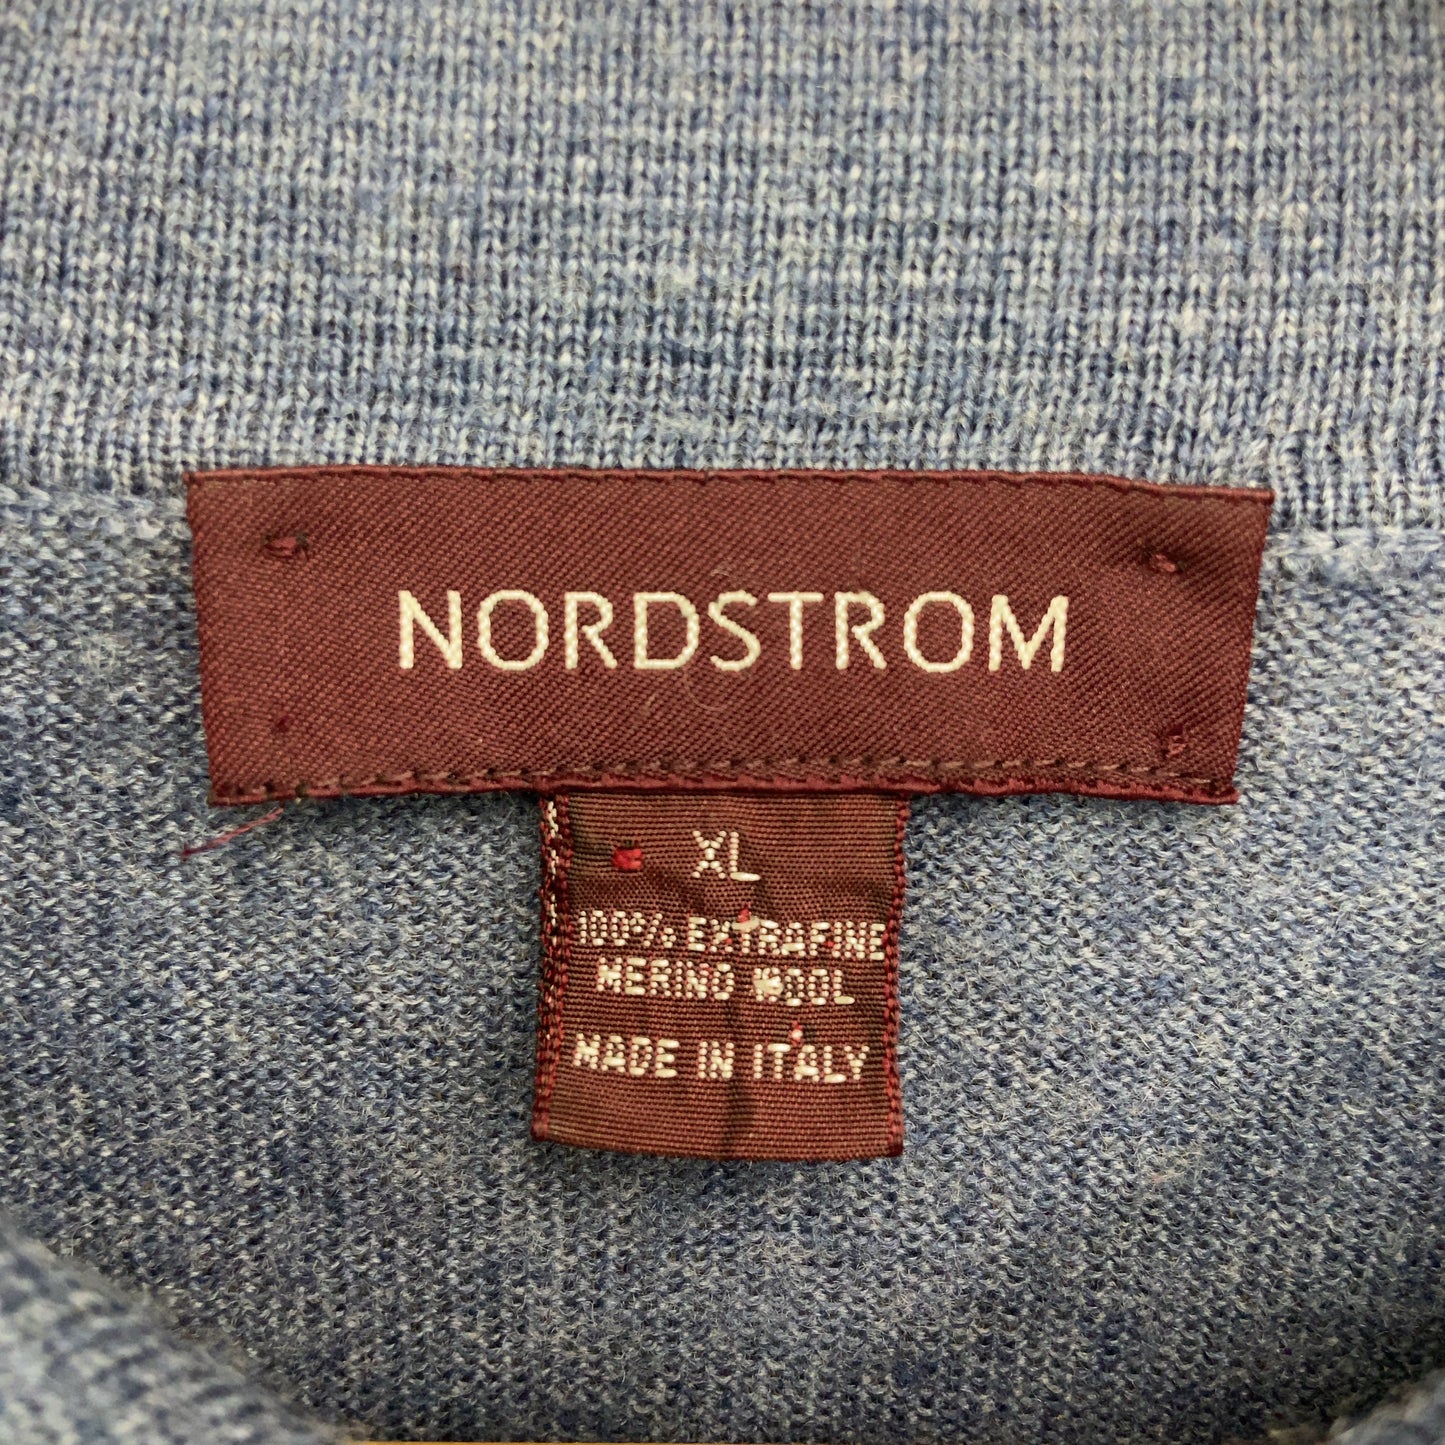 NORDSTROM
XL
100% EXTRAFINE
MERINO WOOL
MADE IN ITALY